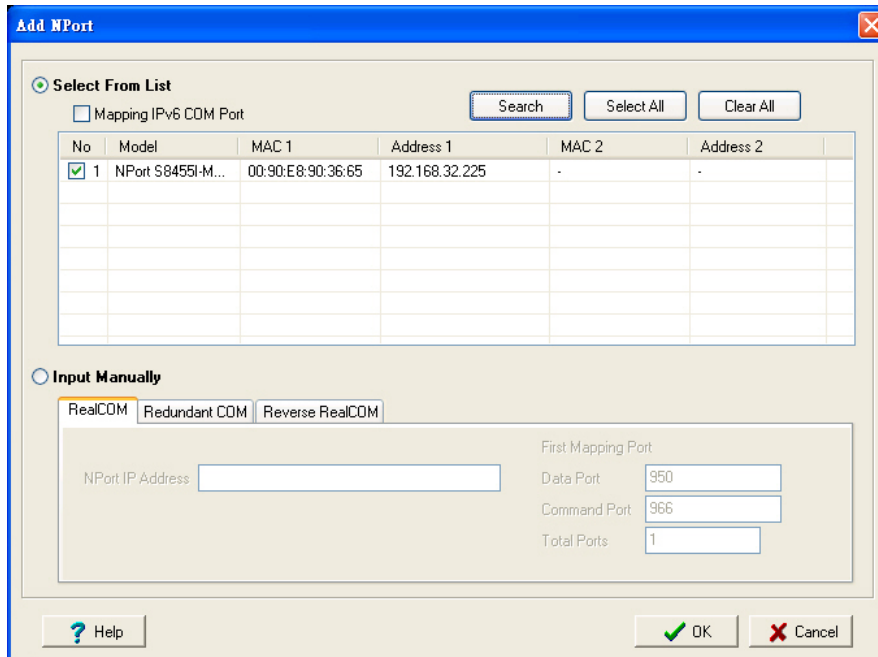 Add NPort
Select From List
Mapping IPv6 COM Port
Search
Select All
Clear All
No Model MAC 1 Address 1 MAC 2 Address 2
1 NPort S8455I-M... 00:90:E8:90:36:65 192.168.32.225 - -
Input Manually
RealCOM Redundant COM Reverse RealCOM
First Mapping Port
NPort IP Address
Data Port 950
Command Port 966
Total Ports 1
Help
OK
Cancel